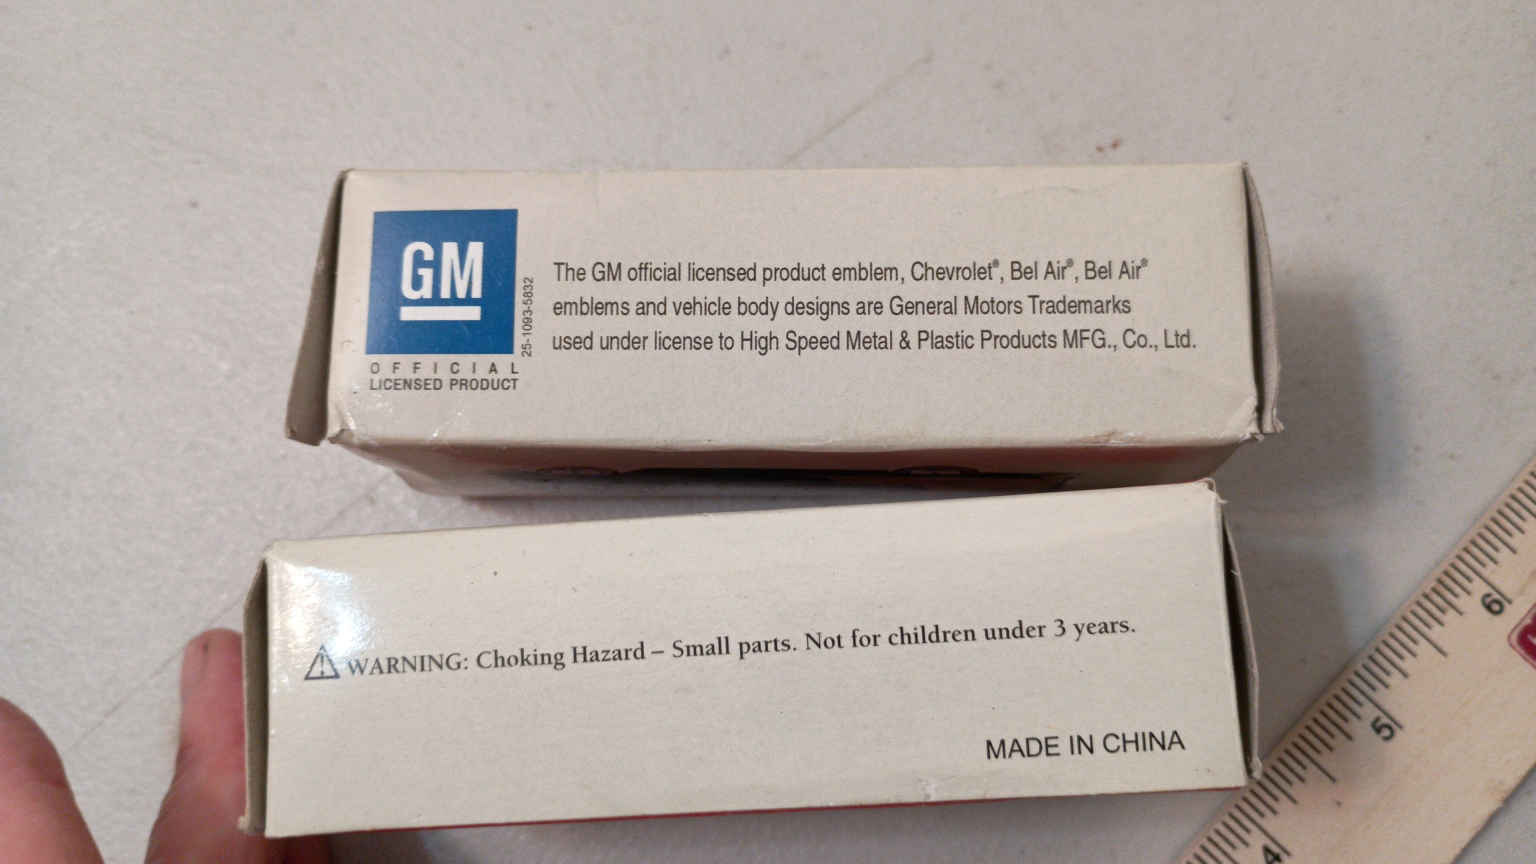 GM
OFFICIAL
LICENSED PRODUCT
25-1093-5832
The GM official licensed product emblem, Chevrolet®, Bel Air®, Bel Air®
emblems and vehicle body designs are General Motors Trademarks
used under license to High Speed Metal & Plastic Products MFG., Co., Ltd.
⚠ WARNING: Choking Hazard – Small parts. Not for children under 3 years.
MADE IN CHINA
6
5
4